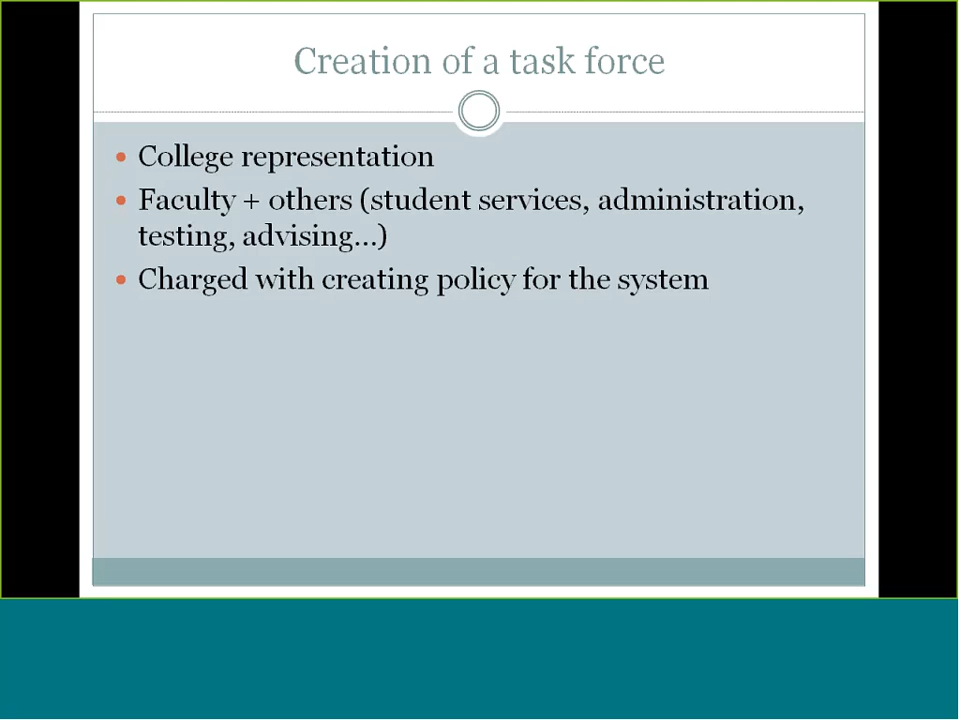 Creation of a task force
• College representation
• Faculty + others (student services, administration,
testing, advising...)
• Charged with creating policy for the system